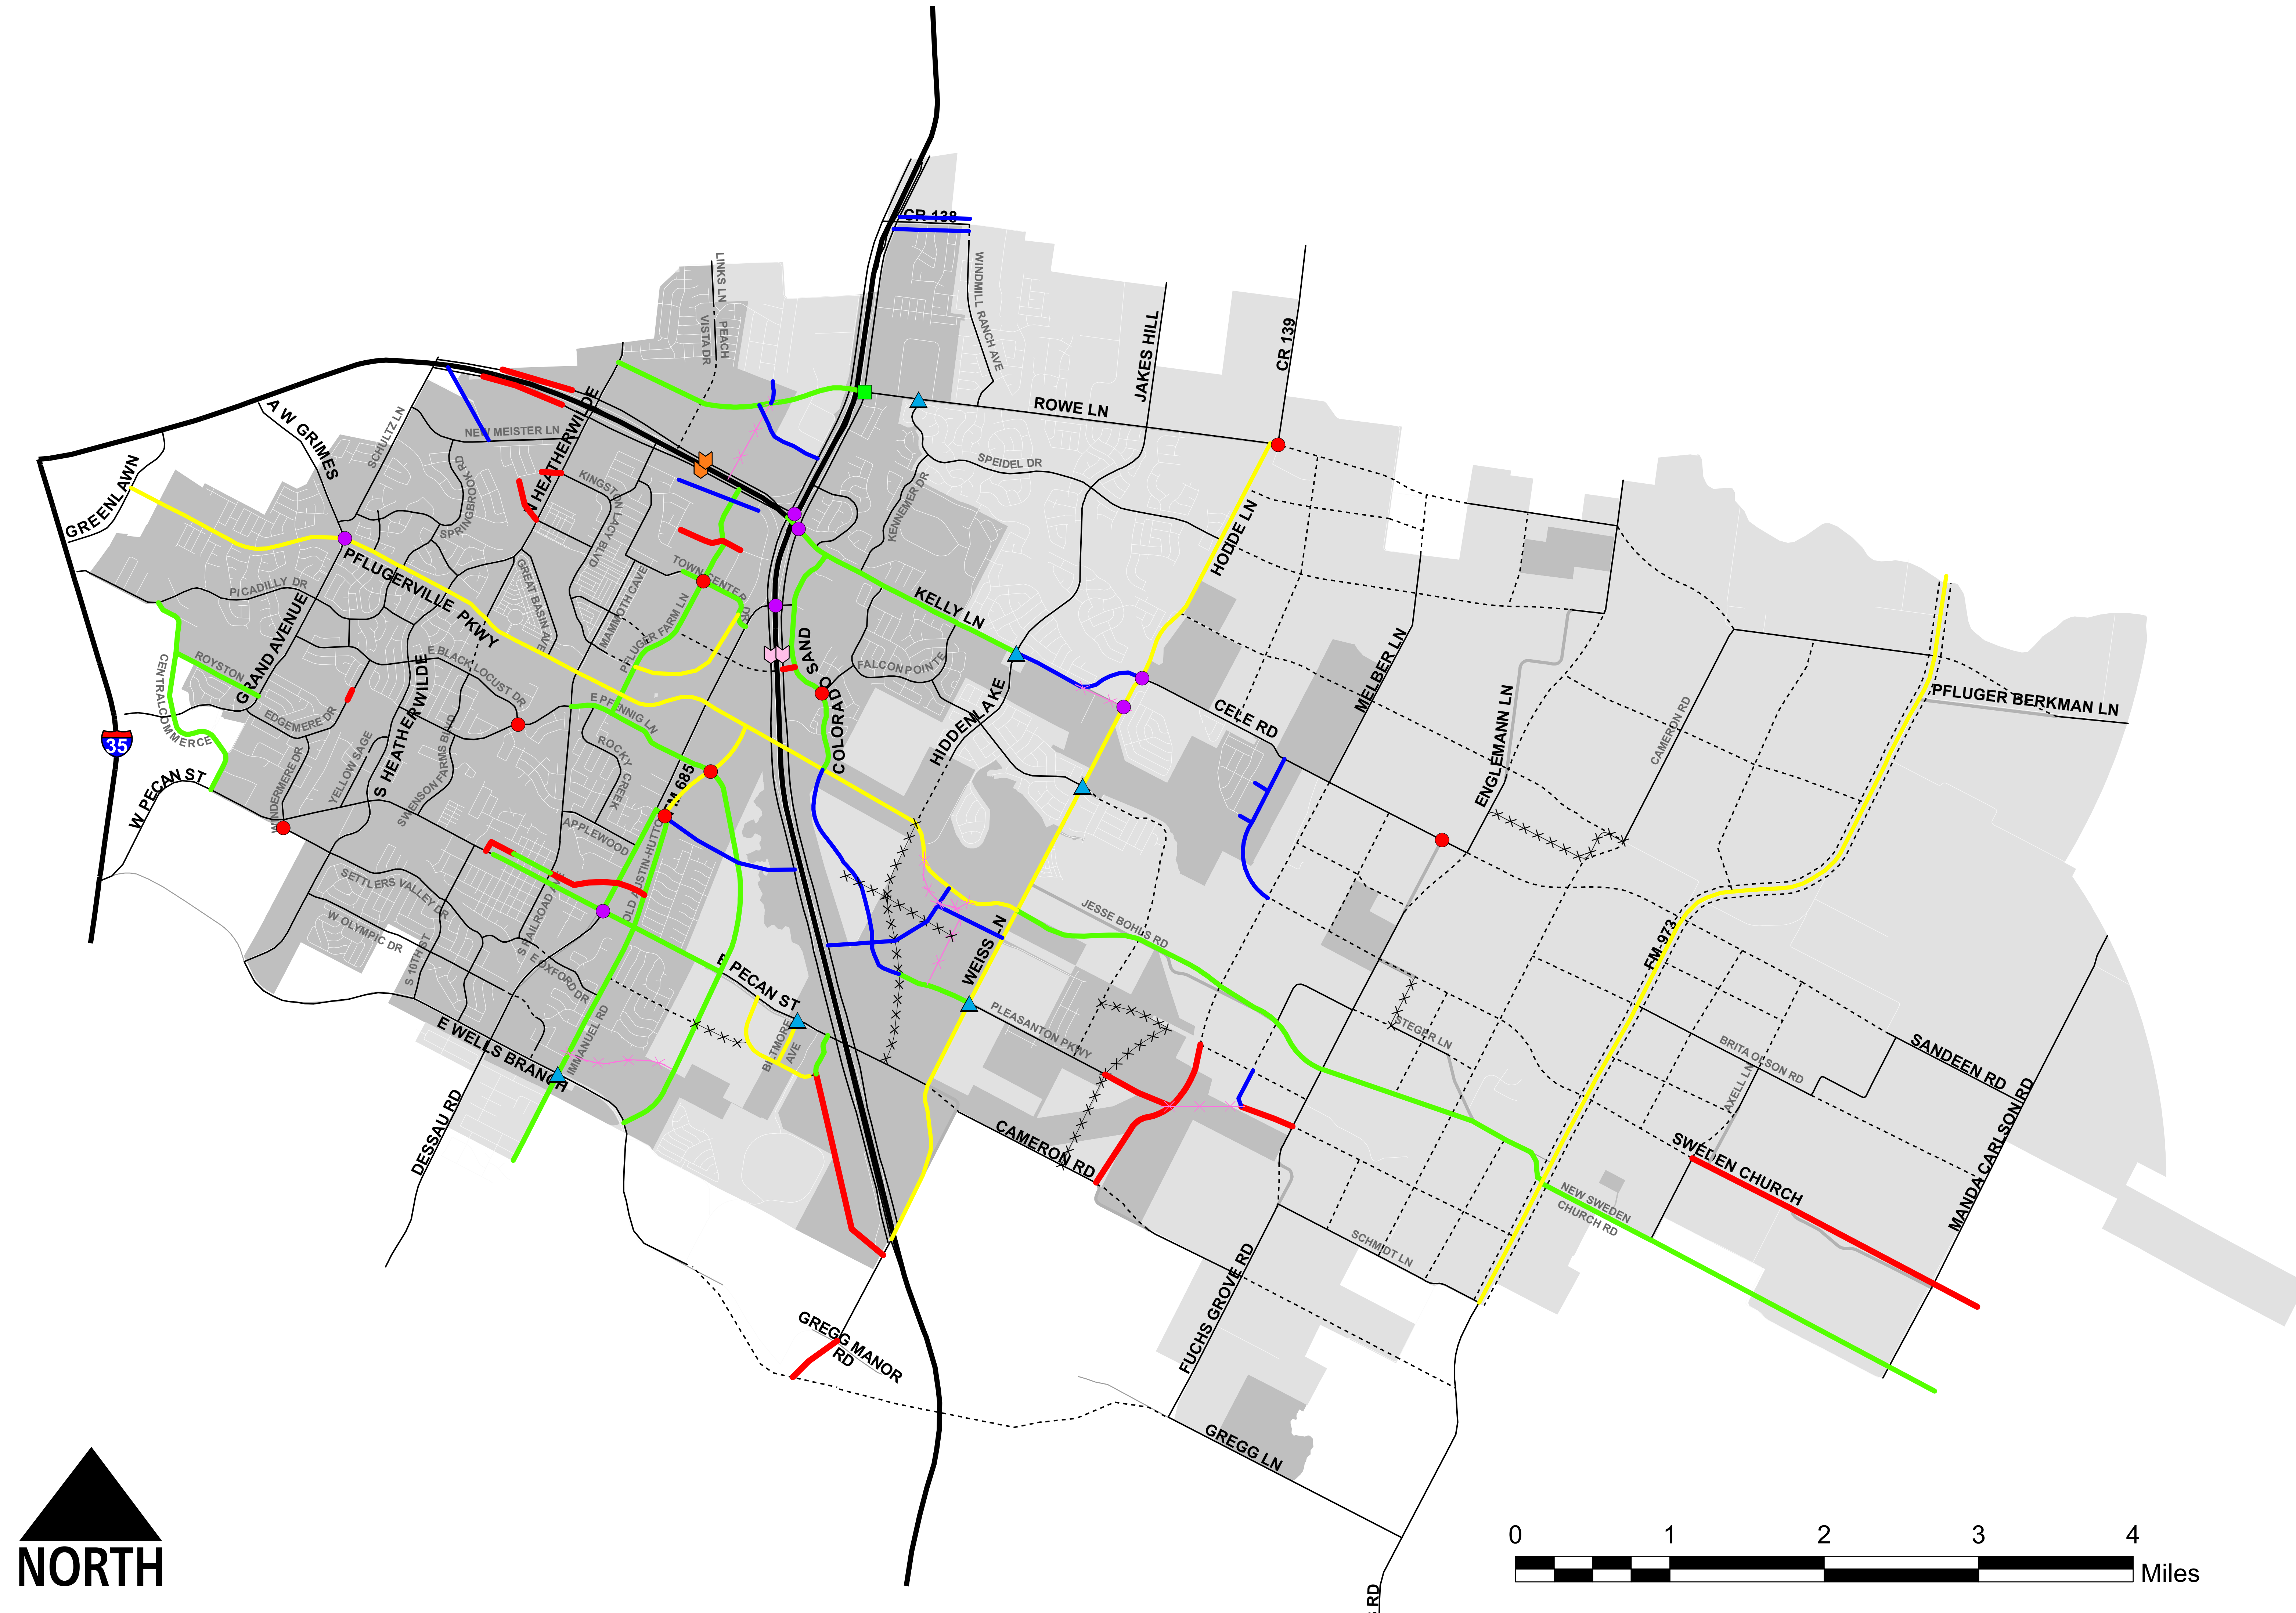 CR 138
LINKS LN
WINDMILL RANCH AVE
PEACH
VISTA DR
JAKES HILL
CR 139
A W GRIMES
SCHULTZ LN
NEW MEISTER LN
N HEATHERWILDE
ROWE LN
GREENLAWN
SPRINGBROOK
RD
KINGSTON LACY BLVD
KENNEMER DR
SPEIDEL DR
HODDE LN
PFLUGERVILLE PKWY
PICADILLY DR
GREAT BASIN AVE
MAMMOTH CAVE
TOWN CENTER
DR
PFLUGER FARM LN
KELLY LN
GRAND AVENUE
ROYSTON
CENTRALCOMMERCE
E BLACK LOCUST DR
FALCON POINTE
COLORADO SAND
HIDDEN LAKE
CELE RD
MELBER LN
ENGLEMANN LN
CAMERON RD
PFLUGER BERKMAN LN
EDGEMERE DR
E PFENNIG LN
S HEATHERWILDE
YELLOW SAGE
SWENSON FARMS BLVD
WINDERMERE DR
ROCKY CREEK
FM 685
35
W PECAN ST
APPLEWOOD
OLD AUSTIN-HUTTO
SETTLERS VALLEY DR
W OLYMPIC DR
S 10TH ST
S RAILROAD AV
E OXFORD DR
E PECAN ST
WEISS LN
JESSE BOHLS RD
FM-973
IMMANUEL RD
BILTMORE
AVE
PLEASANTON PKWY
STEGER LN
SANDEEN RD
BRITA OLSON RD
AXELL LN
E WELLS BRANCH
DESSAU RD
CAMERON RD
SWEDEN CHURCH
MANDA CARLSON RD
NEW SWEDEN
CHURCH RD
SCHMIDT LN
FUCHS GROVE RD
GREGG MANOR
RD
GREGG LN
NORTH
0 1 2 3 4
Miles
RD